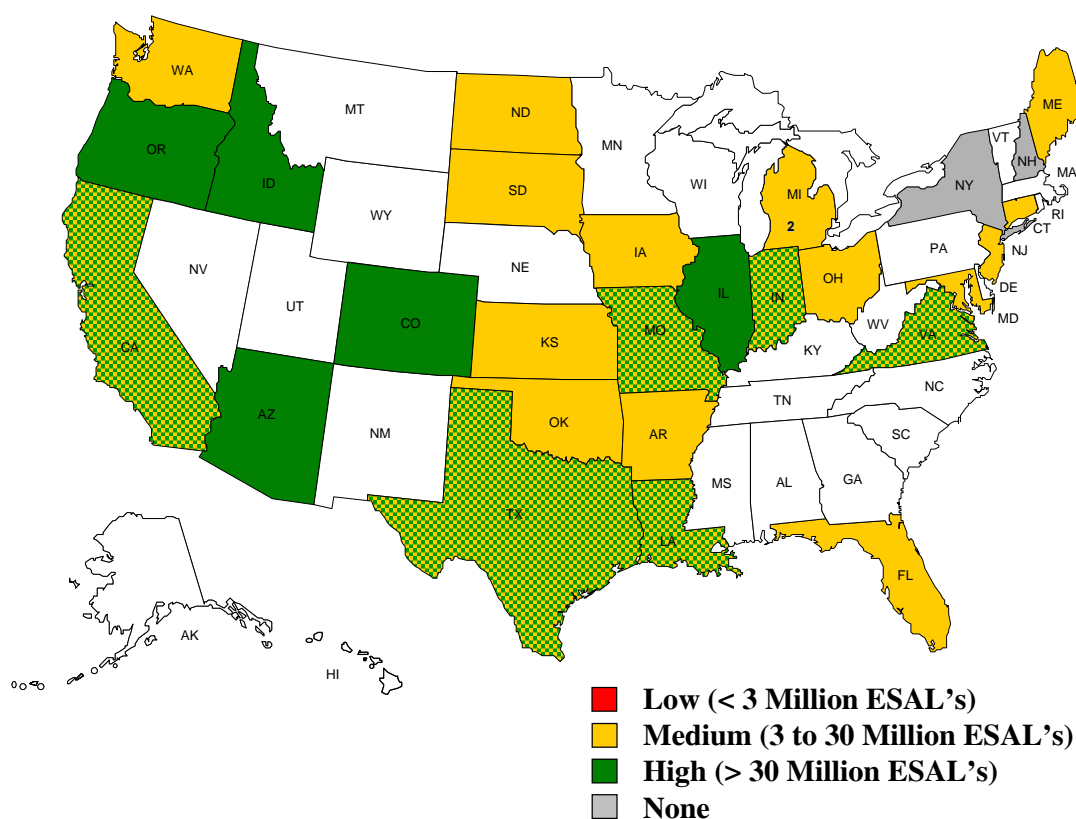 WA
MT
ND
MN
ME
VT
NH
MA
OR
ID
SD
WI
MI
NY
WY
RI
CT
2
NV
NE
IA
PA
NJ
UT
CO
IL
IN
OH
DE
MD
CA
KS
MO
KY
WV
VA
AZ
NM
OK
AR
TN
NC
SC
MS
AL
GA
TX
LA
FL
AK
HI
Low (< 3 Million ESAL's)
Medium (3 to 30 Million ESAL's)
High (> 30 Million ESAL's)
None